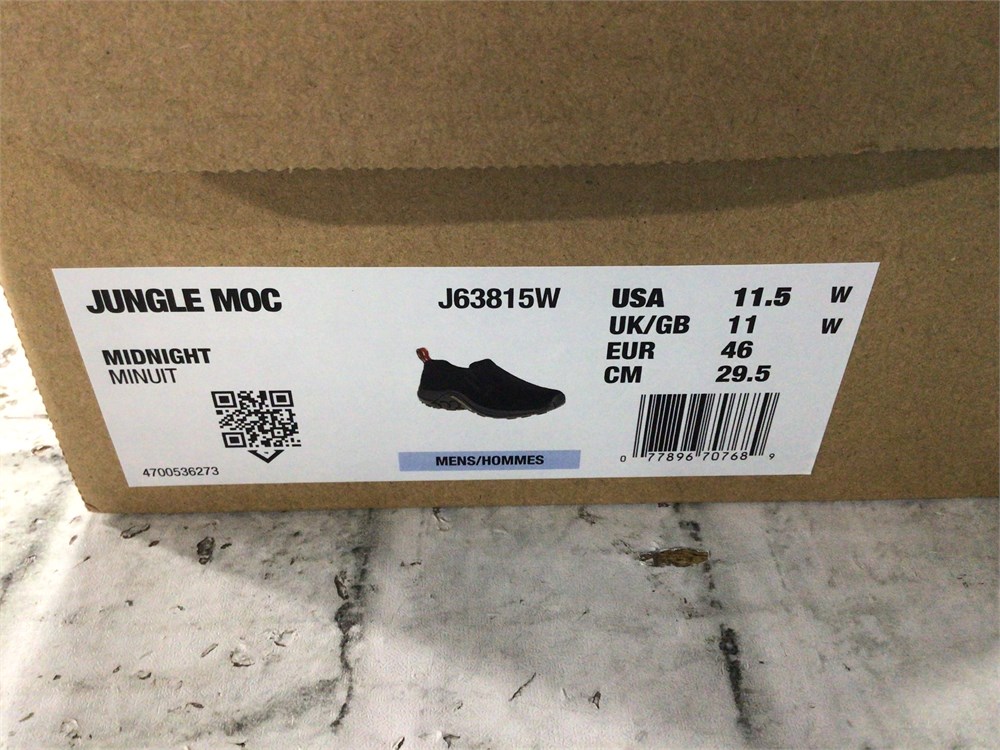 JUNGLE MOC
J63815W
USA 11.5 W
UK/GB 11 W
EUR 46
CM 29.5
MIDNIGHT
MINUIT
4700536273
MENS/HOMMES
0 77896 70768 9